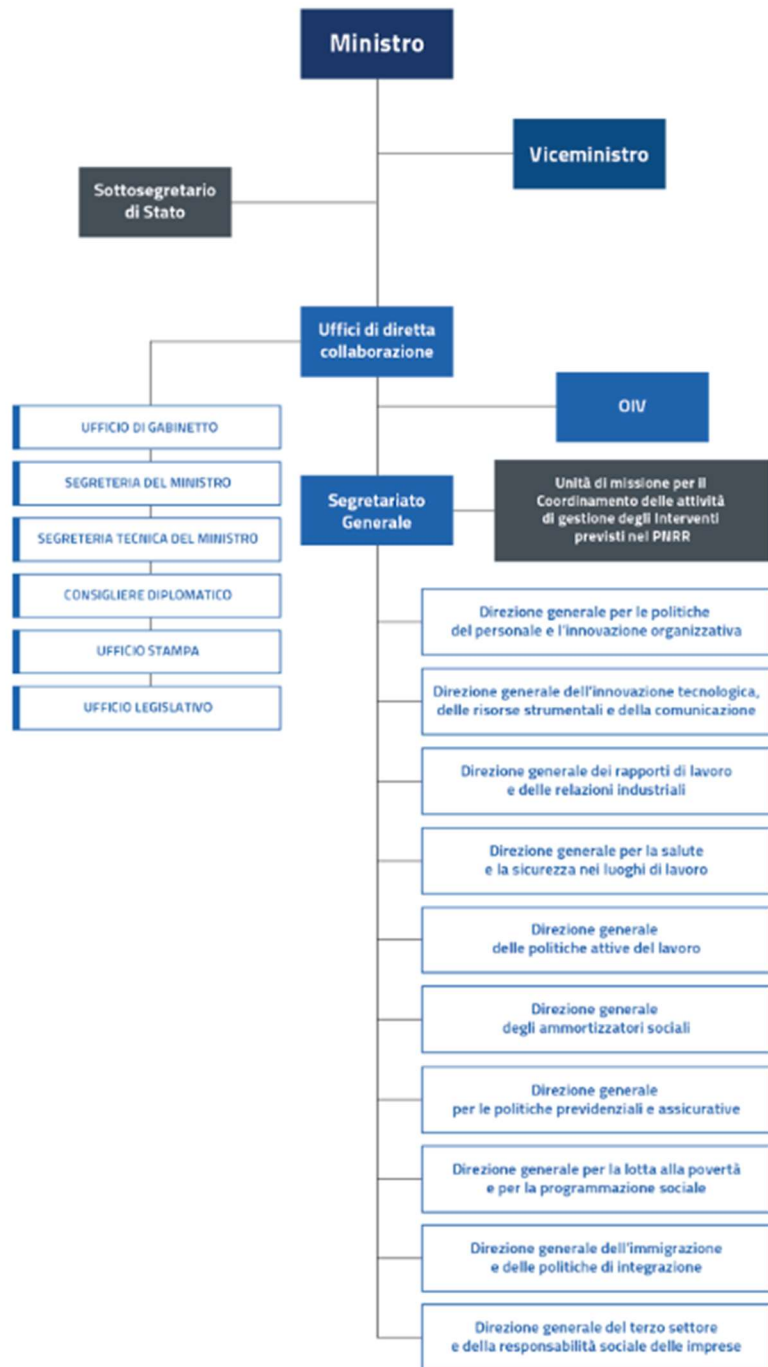 Ministro
Viceministro
Sottosegretario
di Stato
Uffici di diretta
collaborazione
OIV
UFFICIO DI GABINETTO
SEGRETERIA DEL MINISTRO
SEGRETERIA TECNICA DEL MINISTRO
CONSIGLIERE DIPLOMATICO
UFFICIO STAMPA
UFFICIO LEGISLATIVO
Segretariato
Generale
Unità di missione per il
Coordinamento delle attività
di gestione degli Interventi
previsti nel PNRR
Direzione generale per le politiche
del personale e l'innovazione organizzativa
Direzione generale dell'innovazione tecnologica,
delle risorse strumentali e della comunicazione
Direzione generale dei rapporti di lavoro
e delle relazioni industriali
Direzione generale per la salute
e la sicurezza nei luoghi di lavoro
Direzione generale
delle politiche attive del lavoro
Direzione generale
degli ammortizzatori sociali
Direzione generale
per le politiche previdenziali e assicurative
Direzione generale per la lotta alla povertà
e per la programmazione sociale
Direzione generale dell'immigrazione
e delle politiche di integrazione
Direzione generale del terzo settore
e della responsabilità sociale delle imprese